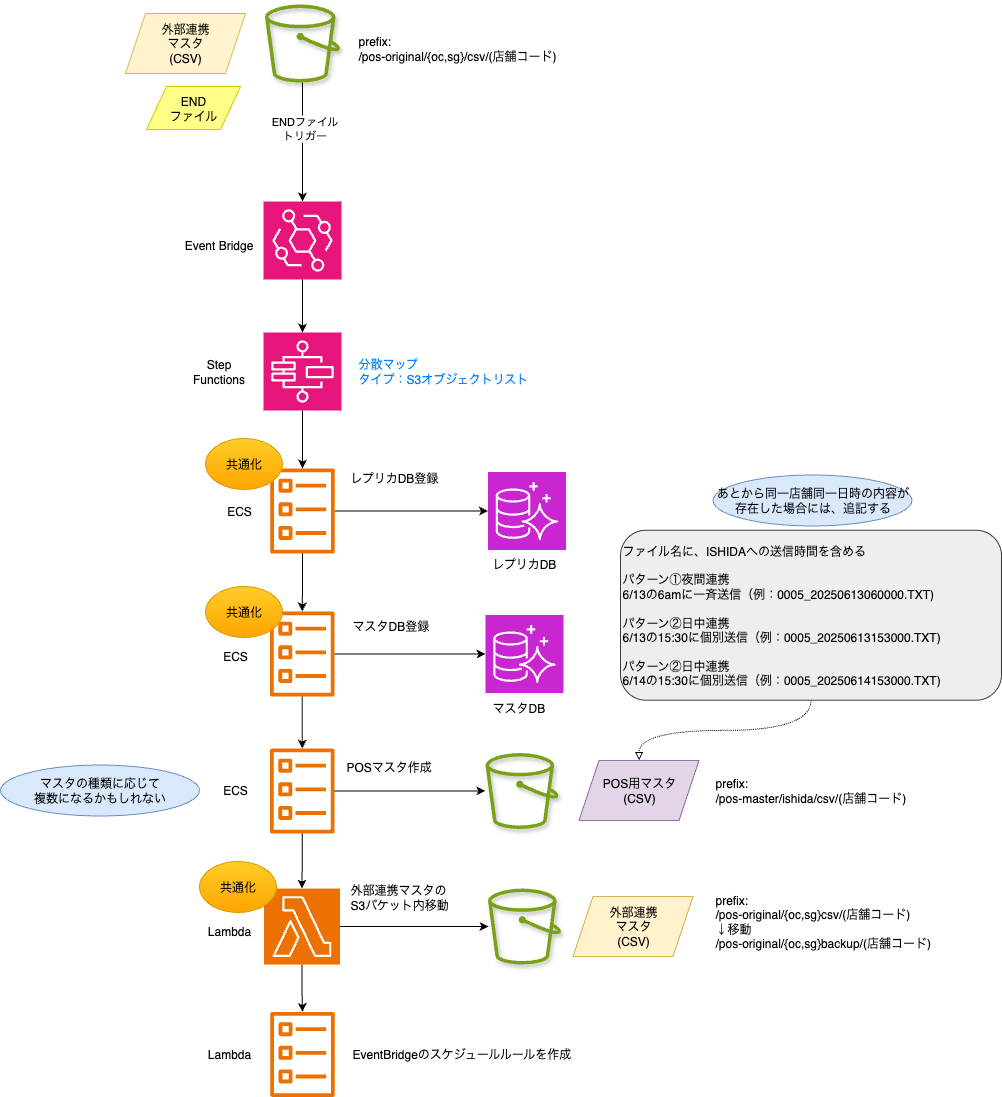 外部連携
マスタ
(CSV)
prefix:
/pos-original/{oc,sg}/csv/(店舗コード)
END
ファイル
ENDファイル
トリガー
Event Bridge
Step
Functions
分散マップ
タイプ：S3オブジェクトリスト
共通化
レプリカDB登録
ECS
レプリカDB
あとから同一店舗同一日時の内容が
存在した場合には、追記する
ファイル名に、ISHIDAへの送信時間を含める
パターン①夜間連携
6/13の6amに一斉送信（例：0005_20250613060000.TXT)
パターン②日中連携
6/13の15:30に個別送信（例：0005_20250613153000.TXT)
パターン②日中連携
6/14の15:30に個別送信（例：0005_20250614153000.TXT)
共通化
マスタDB登録
ECS
マスタDB
マスタの種類に応じて
複数になるかもしれない
POSマスタ作成
ECS
POS用マスタ
(CSV)
prefix:
/pos-master/ishida/csv/(店舗コード)
共通化
外部連携マスタの
S3バケット内移動
Lambda
外部連携
マスタ
(CSV)
prefix:
/pos-original/{oc,sg}csv/(店舗コード)
↓移動
/pos-original/{oc,sg}backup/(店舗コード)
Lambda
EventBridgeのスケジュールルールを作成